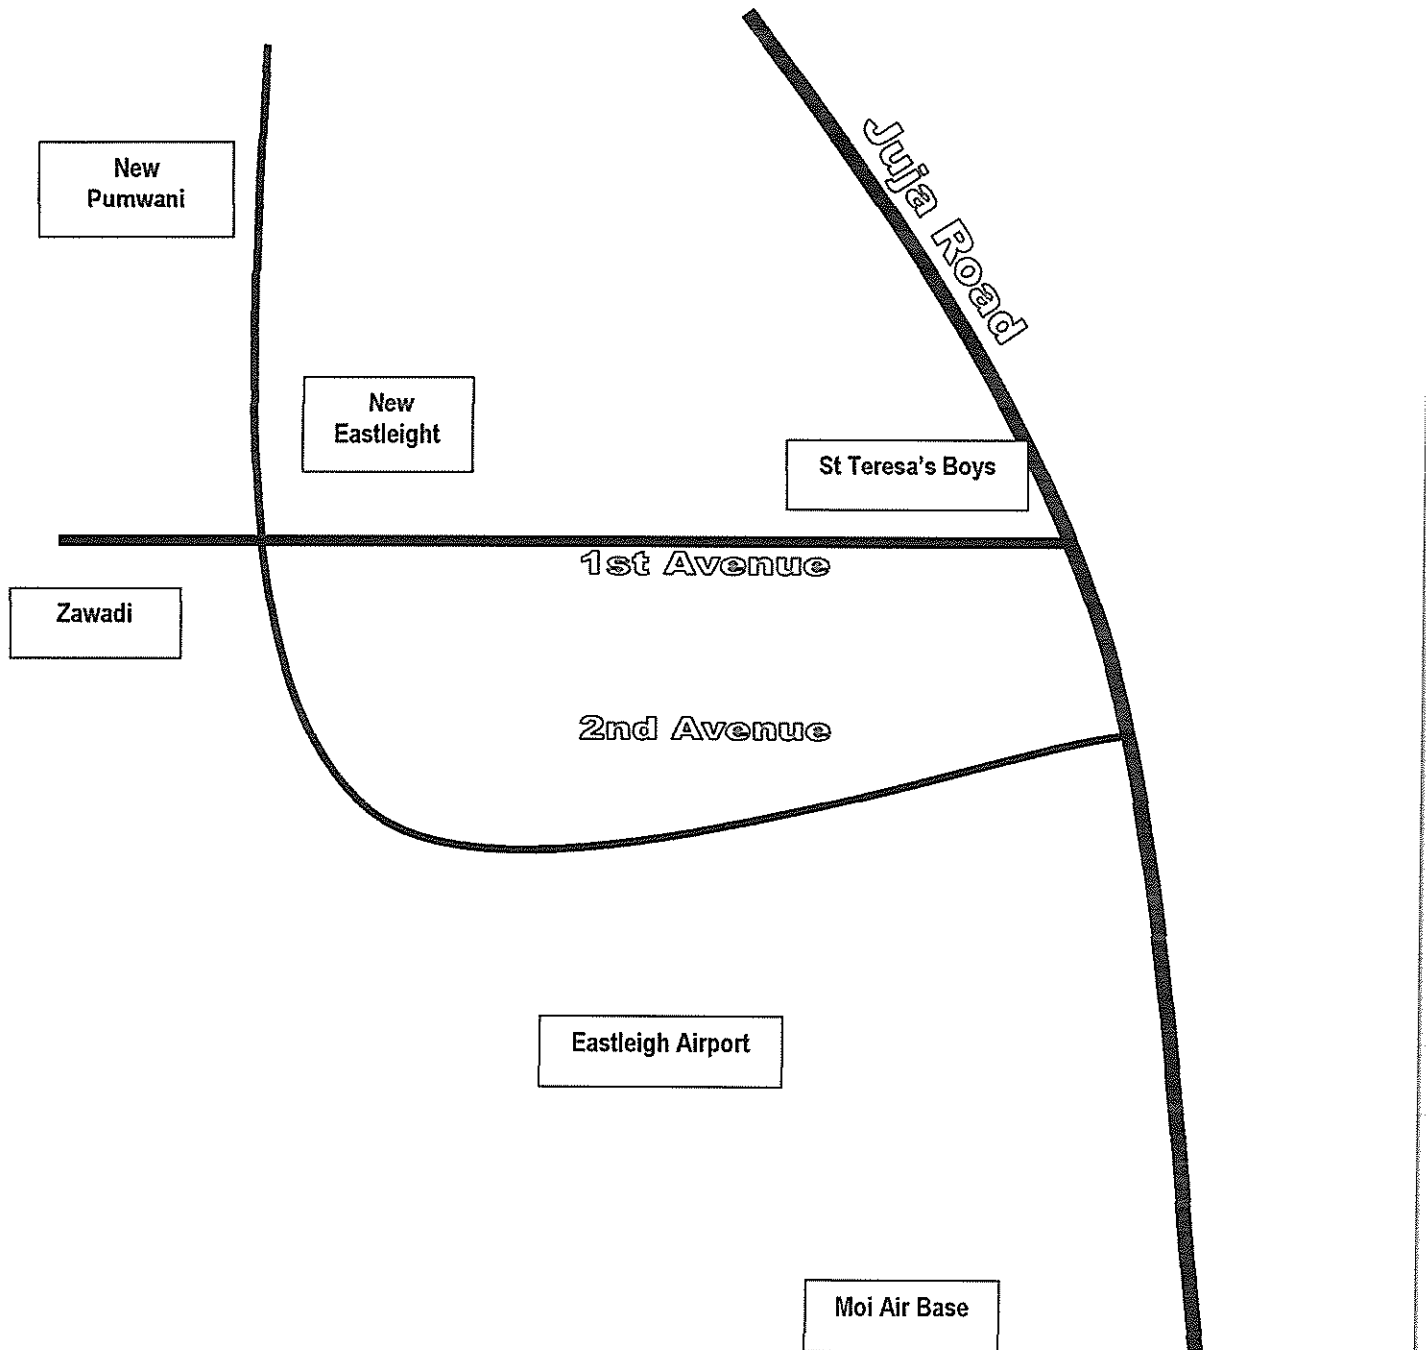 Juja Road
New
Pumwani
New
Eastleight
St Teresa's Boys
1st Avenue
Zawadi
2nd Avenue
Eastleigh Airport
Moi Air Base